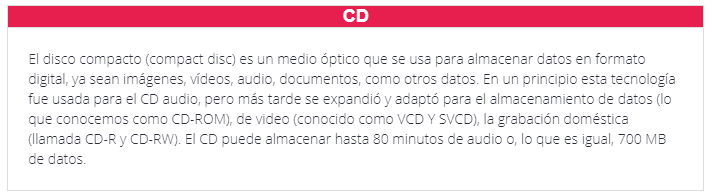 CD
El disco compacto (compact disc) es un medio óptico que se usa para almacenar datos en formato
digital, ya sean imágenes, vídeos, audio, documentos, como otros datos. En un principio esta tecnología
fue usada para el CD audio, pero más tarde se expandió y adaptó para el almacenamiento de datos (lo
que conocemos como CD-ROM), de video (conocido como VCD Y SVCD), la grabación doméstica
(llamada CD-R y CD-RW). El CD puede almacenar hasta 80 minutos de audio o, lo que es igual, 700 MB
de datos.